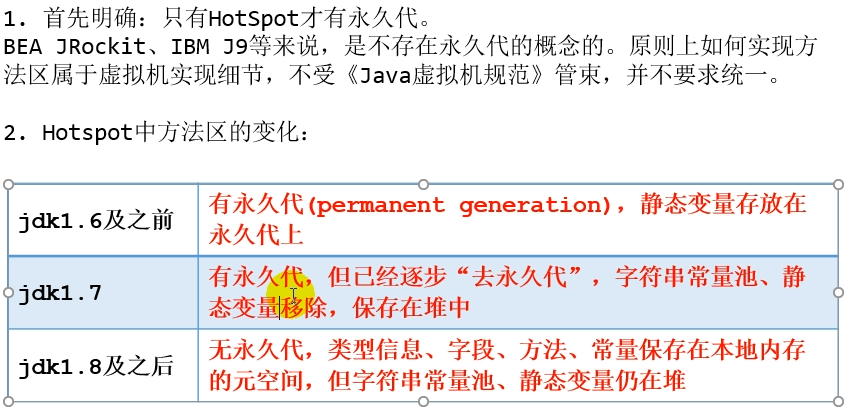 1. 首先明确：只有HotSpot才有永久代。
BEA JRockit、IBM J9等来说，是不存在永久代的概念的。原则上如何实现方
法区属于虚拟机实现细节，不受《Java虚拟机规范》管束，并不要求统一。
2. Hotspot中方法区的变化：
jdk1.6及之前
有永久代(permanent generation)，静态变量存放在
永久代上
jdk1.7
有永久代，但已经逐步“去永久代”，字符串常量池、静
态变量移除，保存在堆中
jdk1.8及之后
无永久代，类型信息、字段、方法、常量保存在本地内存
的元空间，但字符串常量池、静态变量仍在堆